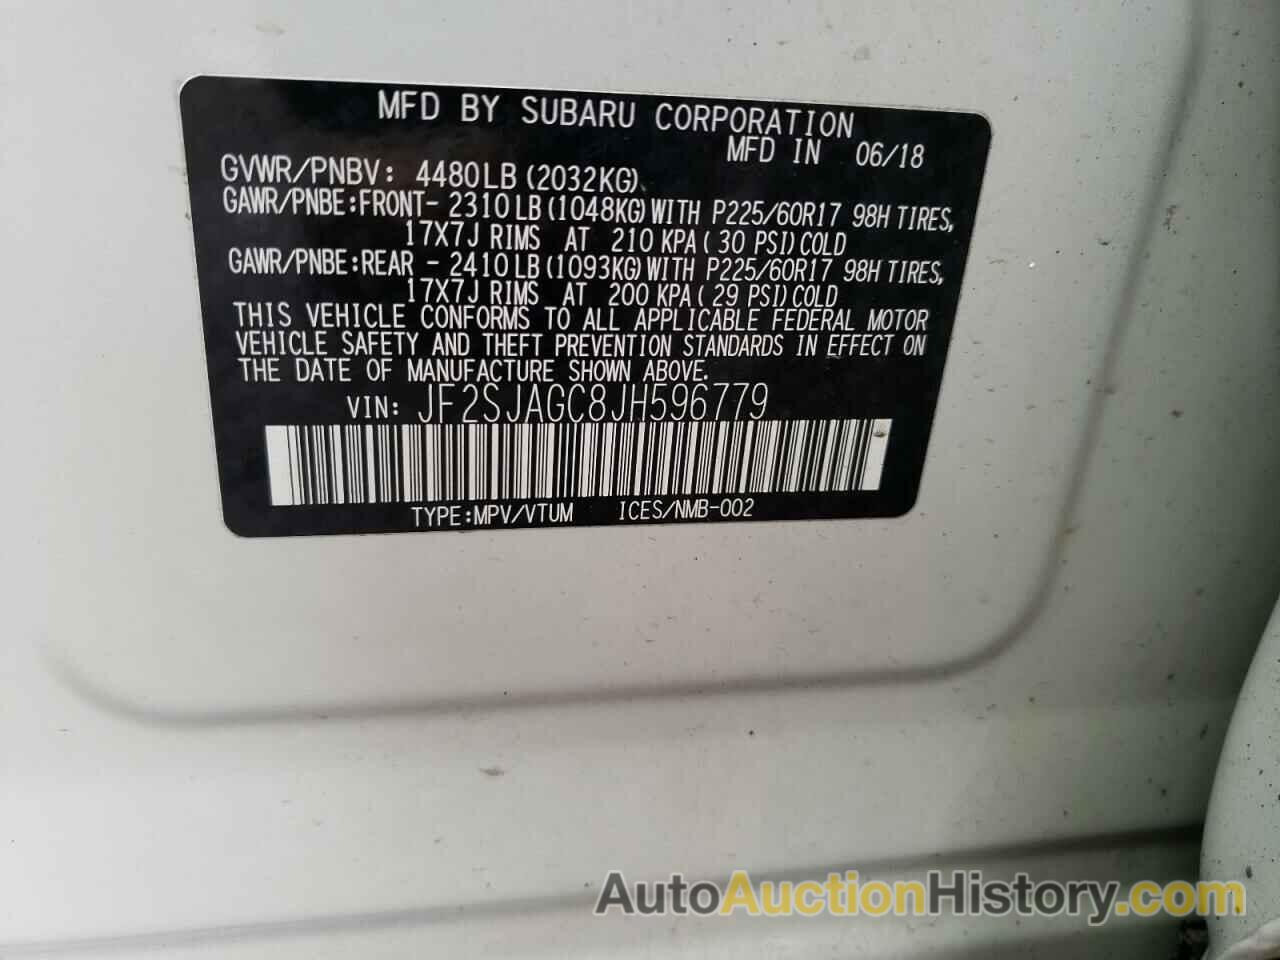 MFD BY SUBARU CORPORATION
MFD IN 06/18
GVWR/PNBV: 4480LB(2032KG)
GAWR/PNBE:FRONT- 2310LB(1048KG)WITH P225/60R17 98H TIRES,
17X7J RIMS AT 210 KPA(30 PSI)COLD
GAWR/PNBE:REAR - 2410LB(1093KG)WITH P225/60R17 98H TIRES,
17X7J RIMS AT 200 KPA(29 PSI)COLD
THIS VEHICLE CONFORMS TO ALL APPLICABLE FEDERAL MOTOR
VEHICLE SAFETY AND THEFT PREVENTION STANDARDS IN EFFECT ON
THE DATE OF MANUFACTURE SHOWN ABOVE.
VIN: JF2SJAGC8JH596779
TYPE:MPV/VTUM ICES/NMB-002
AutoAuctionHistory.com